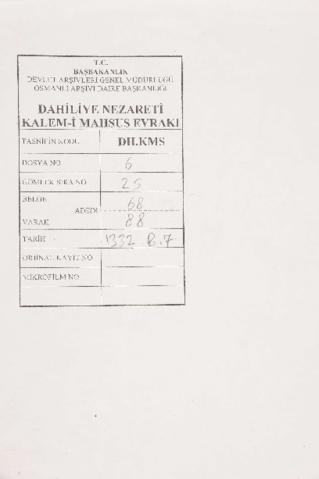 T.C.
BAŞBAKANLIK
DEVLET ARŞİVLERİ GENEL MÜDÜRLÜĞÜ
OSMANLI ARŞİVİ DAİRE BAŞKANLIĞI
DAHİLİYE NEZARETİ
KALEM-İ MAHSUS EVRAKI
TASNİFİN KODU DH.KMS
DOSYA NO 6
GÖMLEK SIRA NO 25
BELGE 68
ADEDİ
VARAK 88
TARİH 1332 B.7
ORJİNAL KAYIT NO
MİKROFİLM NO